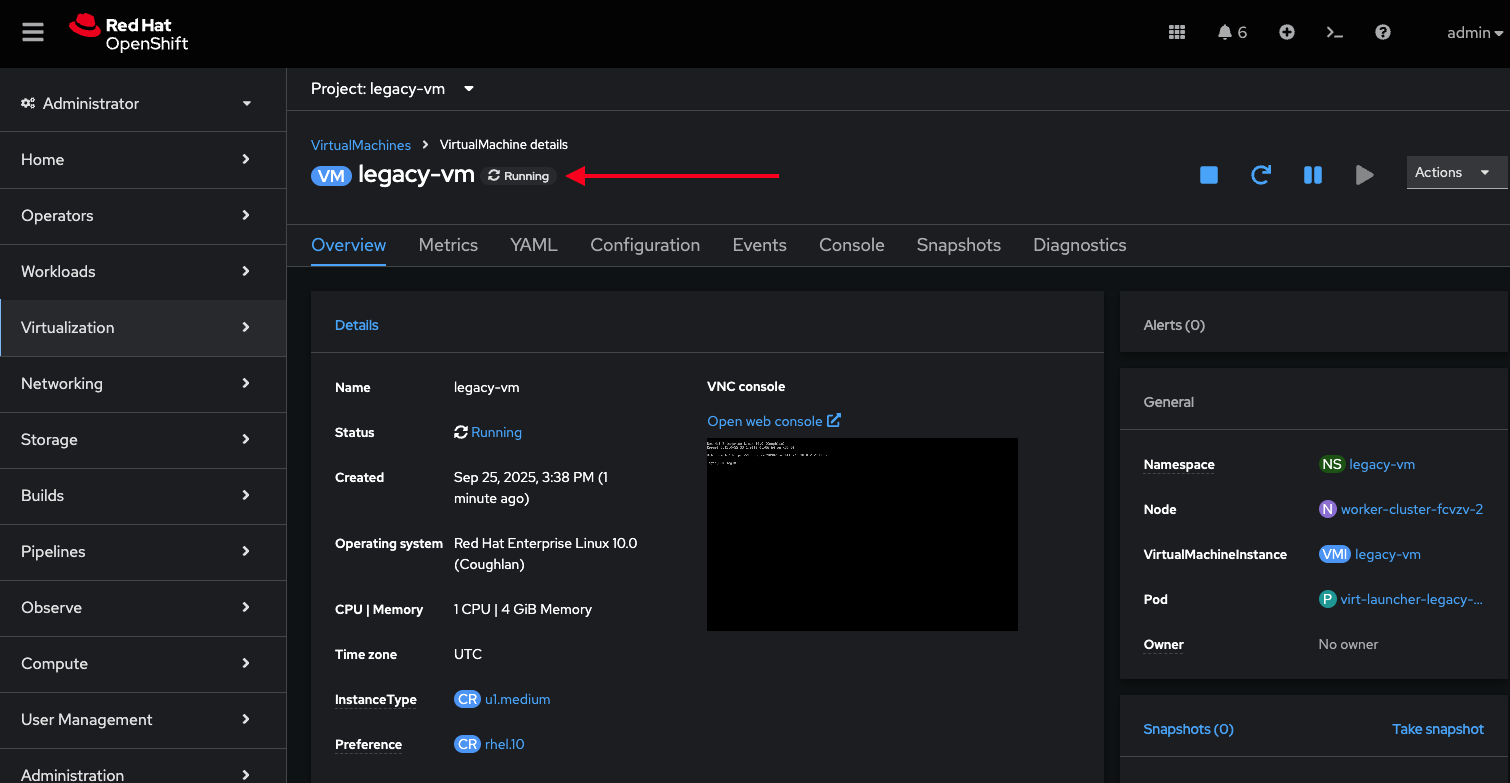 Red Hat
OpenShift
6
admin
Administrator
Home
Operators
Workloads
Virtualization
Networking
Storage
Builds
Pipelines
Observe
Compute
User Management
Administration
Project: legacy-vm
VirtualMachines > VirtualMachine details
VM legacy-vm Running
Actions
Overview Metrics YAML Configuration Events Console Snapshots Diagnostics
Details
Name legacy-vm
Status Running
Created Sep 25, 2025, 3:38 PM (1
minute ago)
Operating system Red Hat Enterprise Linux 10.0
(Coughlan)
CPU | Memory 1 CPU | 4 GiB Memory
Time zone UTC
InstanceType CR u1.medium
Preference CR rhel.10
VNC console
Open web console
Alerts (0)
General
Namespace NS legacy-vm
Node N worker-cluster-fcvzv-2
VirtualMachineInstance VMI legacy-vm
Pod P virt-launcher-legacy-...
Owner No owner
Snapshots (0) Take snapshot